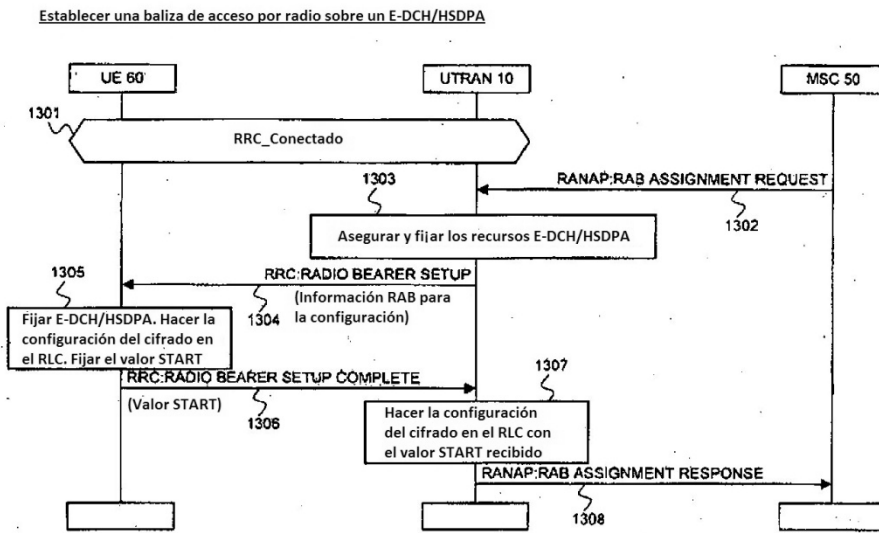 Establecer una baliza de acceso por radio sobre un E-DCH/HSDPA
UE 60
UTRAN 10
MSC 50
1301
RRC_Conectado
RANAP:RAB ASSIGNMENT REQUEST
1302
1303
Asegurar y fijar los recursos E-DCH/HSDPA
RRC:RADIO BEARER SETUP
1304
(Información RAB para
la configuración)
1305
Fijar E-DCH/HSDPA. Hacer la
configuración del cifrado en
el RLC. Fijar el valor START
RRC:RADIO BEARER SETUP COMPLETE
(Valor START)
1306
1307
Hacer la configuración
del cifrado en el RLC con
el valor START recibido
RANAP:RAB ASSIGNMENT RESPONSE
1308